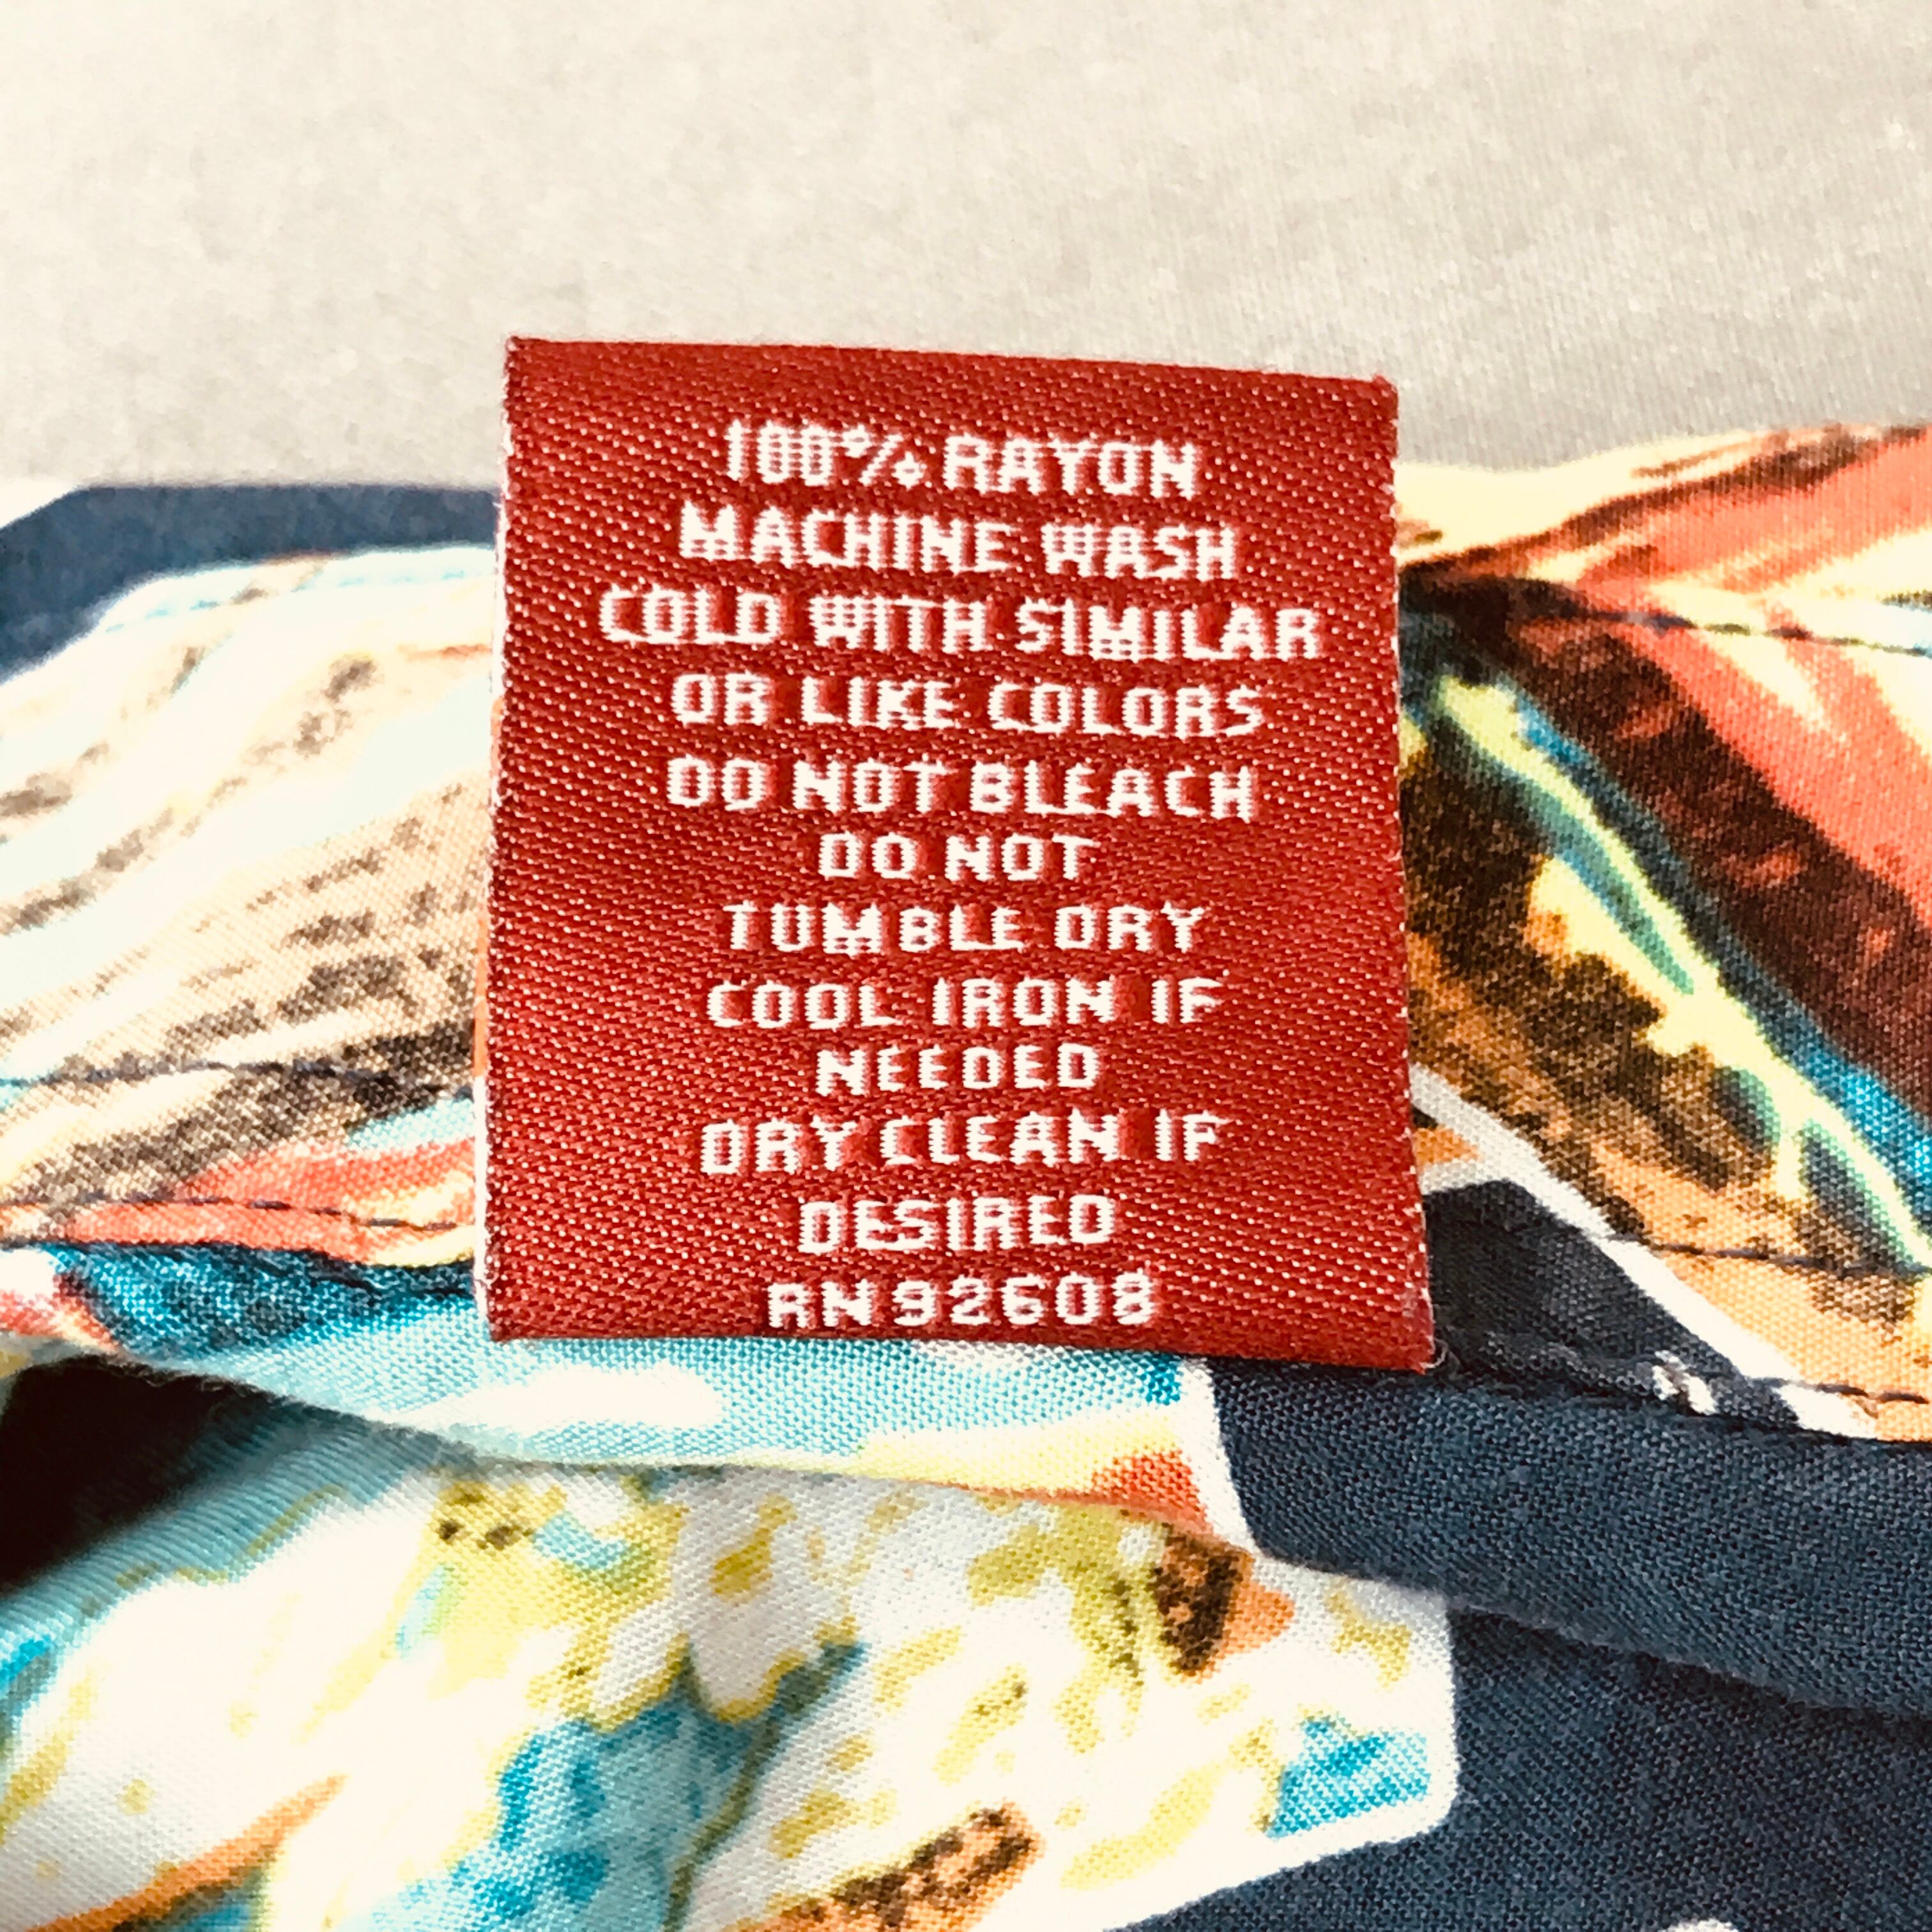 100% RAYON
MACHINE WASH
COLD WITH SIMILAR
OR LIKE COLORS
DO NOT BLEACH
DO NOT
TUMBLE DRY
COOL IRON IF
NEEDED
DRY CLEAN IF
DESIRED
RN 92608